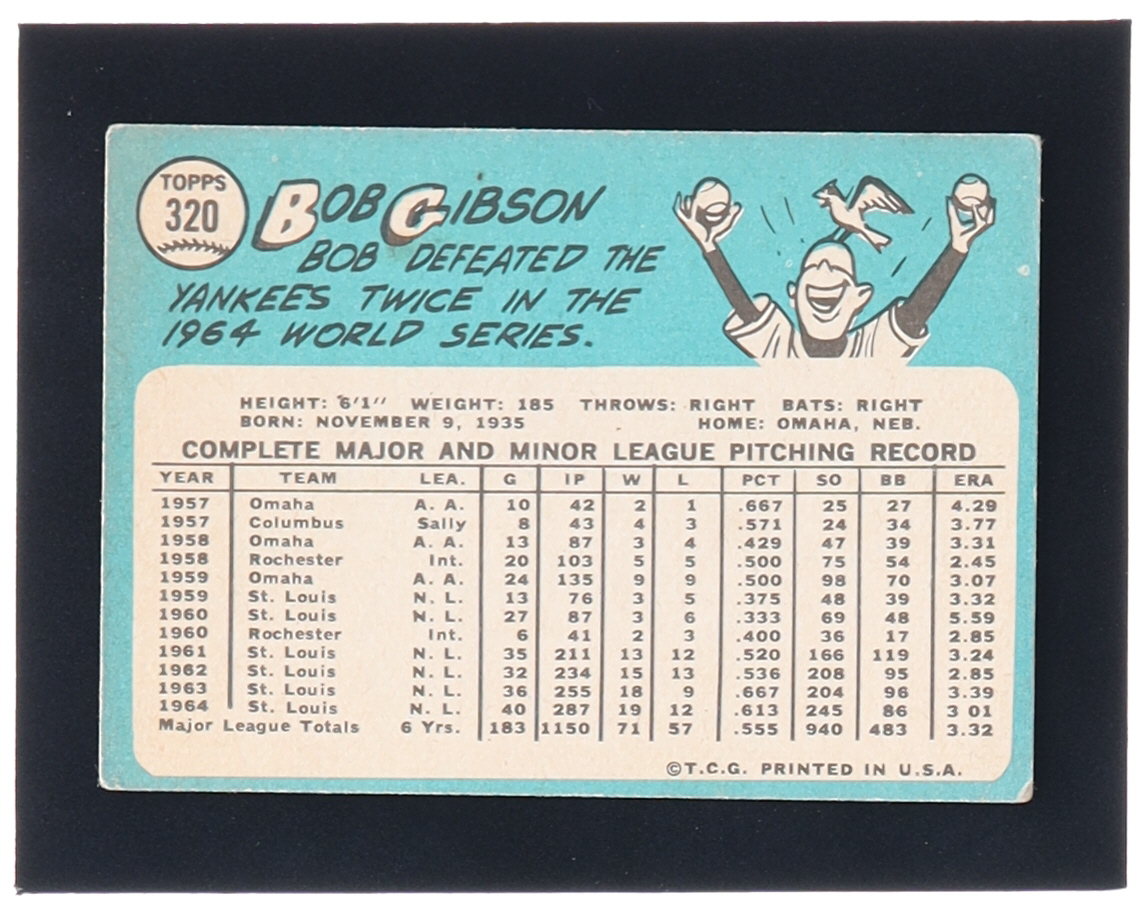 TOPPS
320
BOB GIBSON
BOB DEFEATED THE
YANKEES TWICE IN THE
1964 WORLD SERIES.
HEIGHT: 6'1" WEIGHT: 185 THROWS: RIGHT BATS: RIGHT
BORN: NOVEMBER 9, 1935 HOME: OMAHA, NEB.
COMPLETE MAJOR AND MINOR LEAGUE PITCHING RECORD
YEAR TEAM LEA. G IP W L PCT SO BB ERA
1957 Omaha A. A. 10 42 2 1 .667 25 27 4.29
1957 Columbus Sally 8 43 4 3 .571 24 34 3.77
1958 Omaha A. A. 13 87 3 4 .429 47 39 3.31
1958 Rochester Int. 20 103 5 5 .500 75 54 2.45
1959 Omaha A. A. 24 135 9 9 .500 98 70 3.07
1959 St. Louis N. L. 13 76 3 5 .375 48 39 3.32
1960 St. Louis N. L. 27 87 3 6 .333 69 48 5.59
1960 Rochester Int. 6 41 2 3 .400 36 17 2.85
1961 St. Louis N. L. 35 211 13 12 .520 166 119 3.24
1962 St. Louis N. L. 32 234 15 13 .536 208 95 2.85
1963 St. Louis N. L. 36 255 18 9 .667 204 96 3.39
1964 St. Louis N. L. 40 287 19 12 .613 245 86 3 01
Major League Totals 6 Yrs. 183 1150 71 57 .555 940 483 3.32
©T.C.G. PRINTED IN U.S.A.